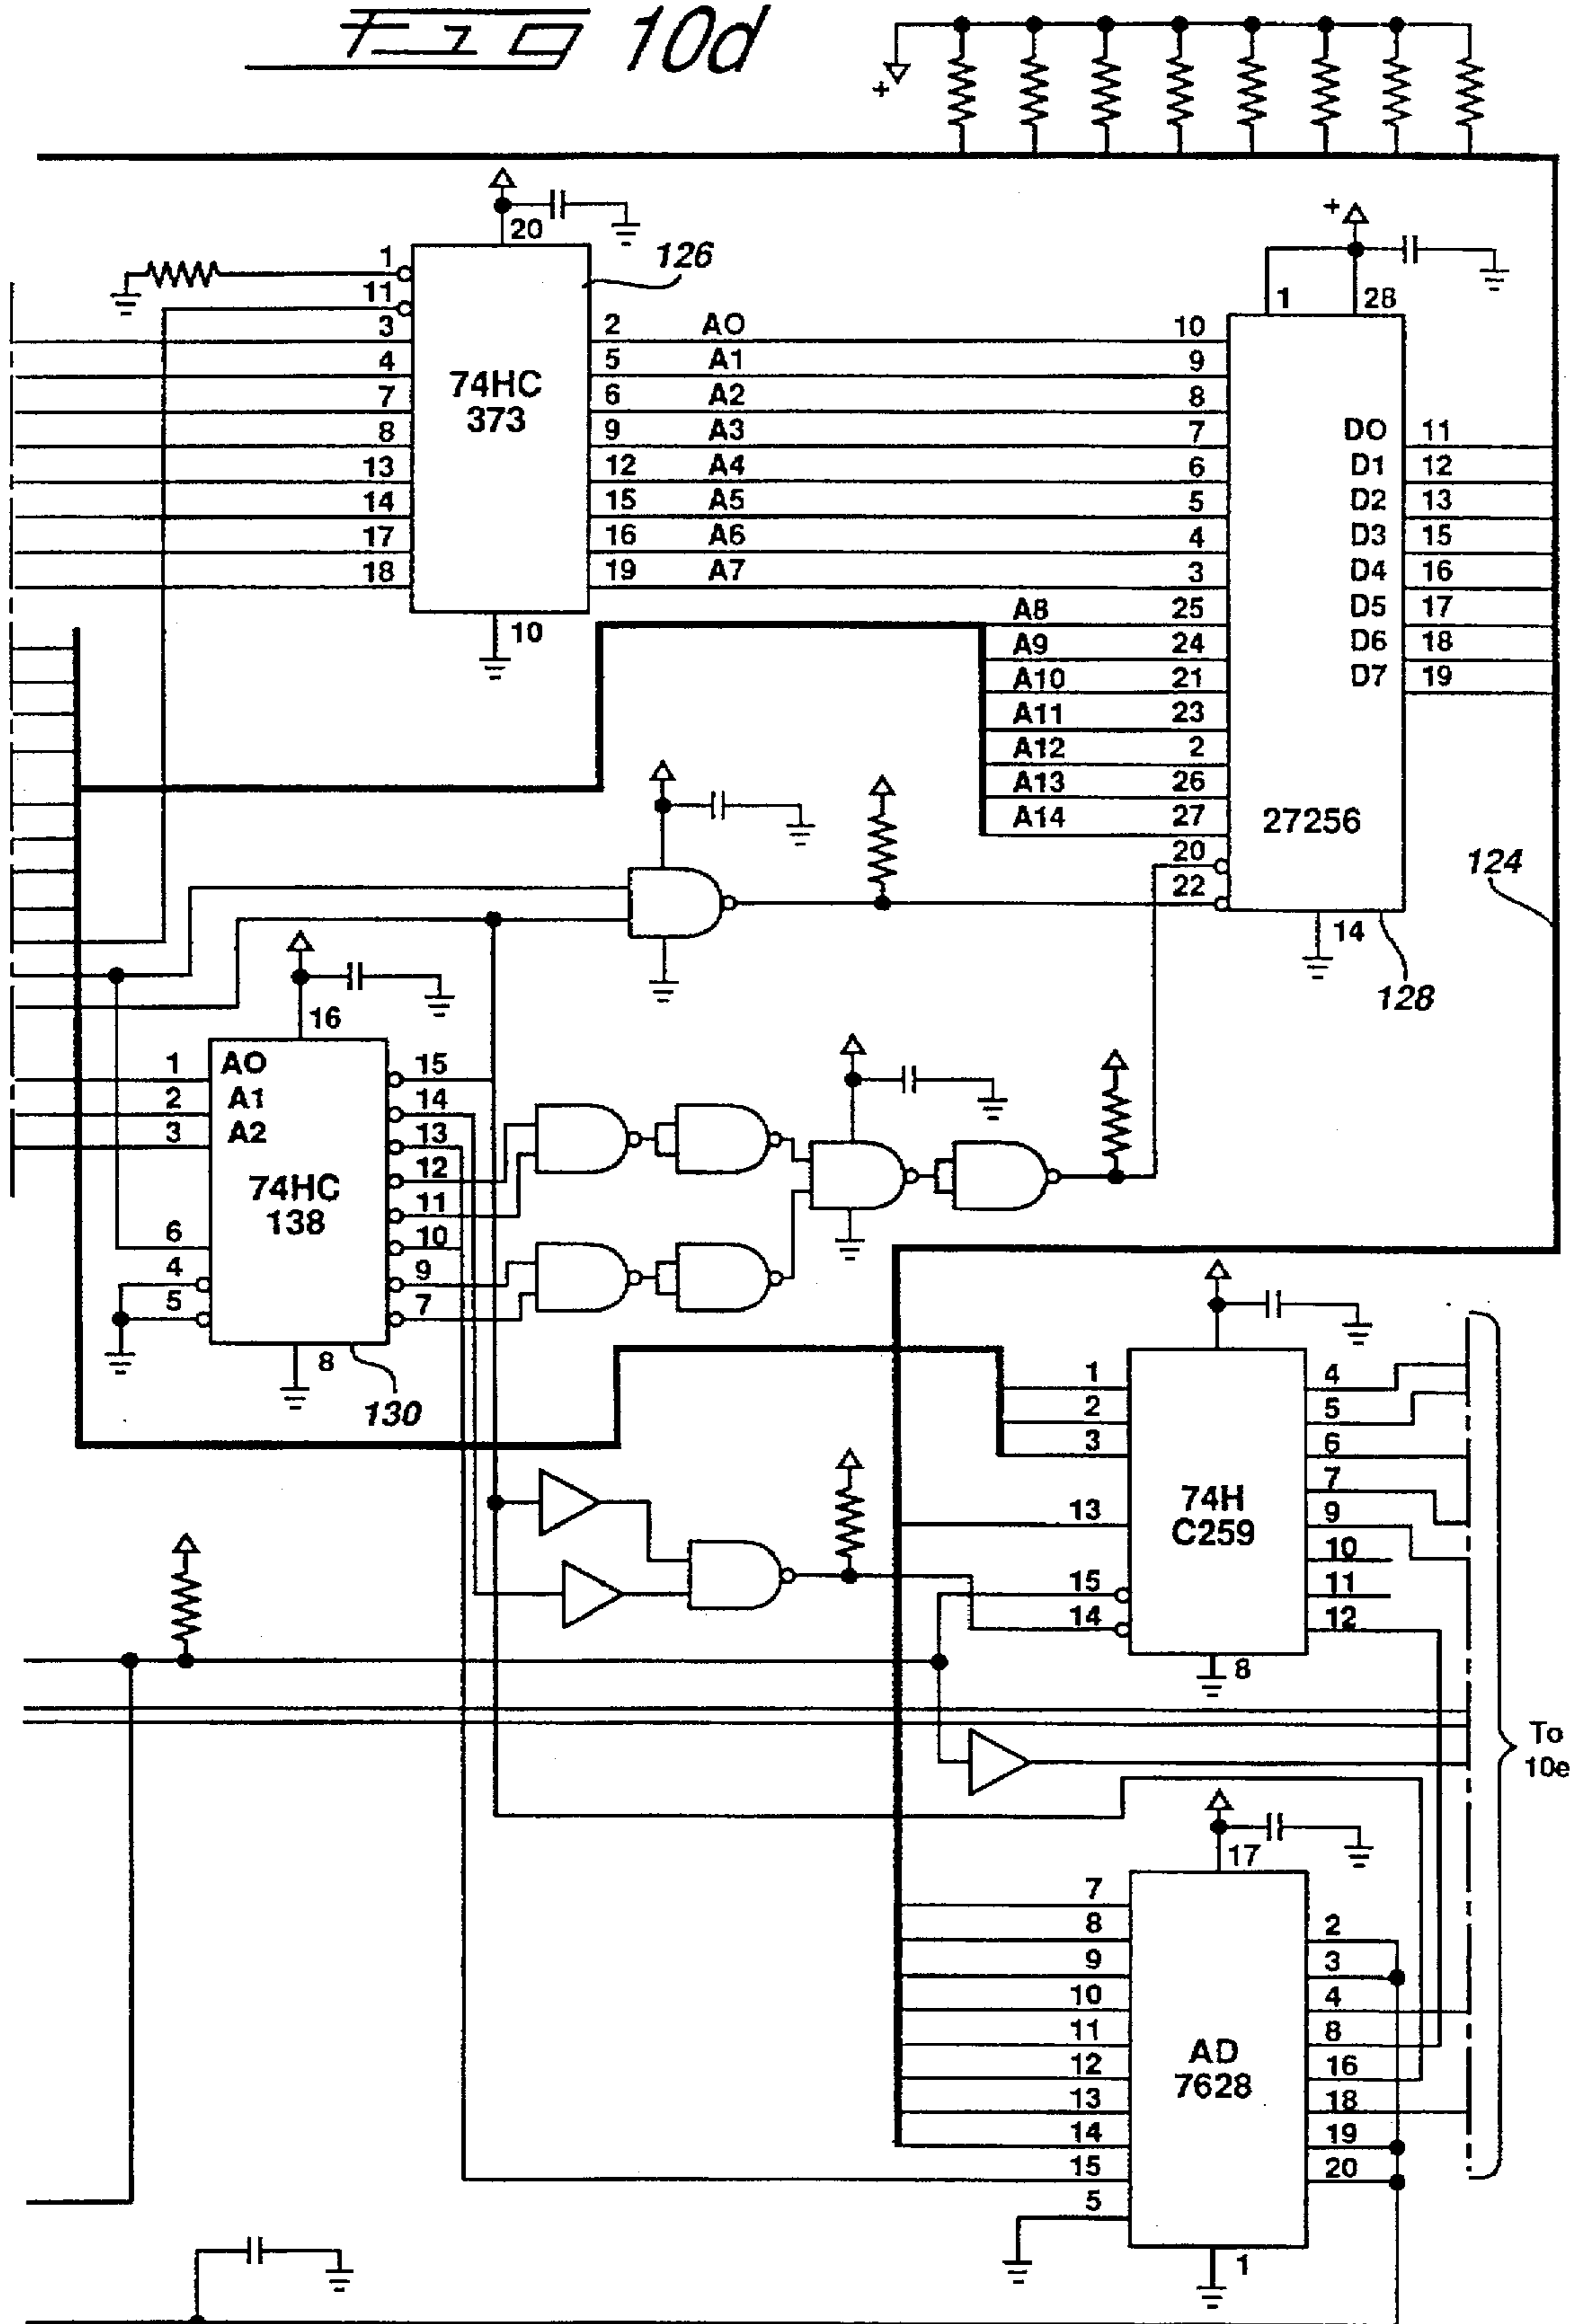 Fig 10d
+
20
126
+
1
11
3
4
7
8
13
14
17
18
74HC
373
2 A0
5 A1
6 A2
9 A3
12 A4
15 A5
16 A6
19 A7
10
1 28
10
9
8
7
6
5
4
3
A8 25
A9 24
A10 21
A11 23
A12 2
A13 26
A14 27
20
22
D0 11
D1 12
D2 13
D3 15
D4 16
D5 17
D6 18
D7 19
27256
14
128
124
16
1 A0
2 A1
3 A2
6
4
5
74HC
138
15
14
13
12
11
10
9
7
8
130
1
2
3
13
15
14
74H
C259
4
5
6
7
9
10
11
12
8
To
10e
17
7
8
9
10
11
12
13
14
15
5
AD
7628
2
3
4
8
16
18
19
20
1